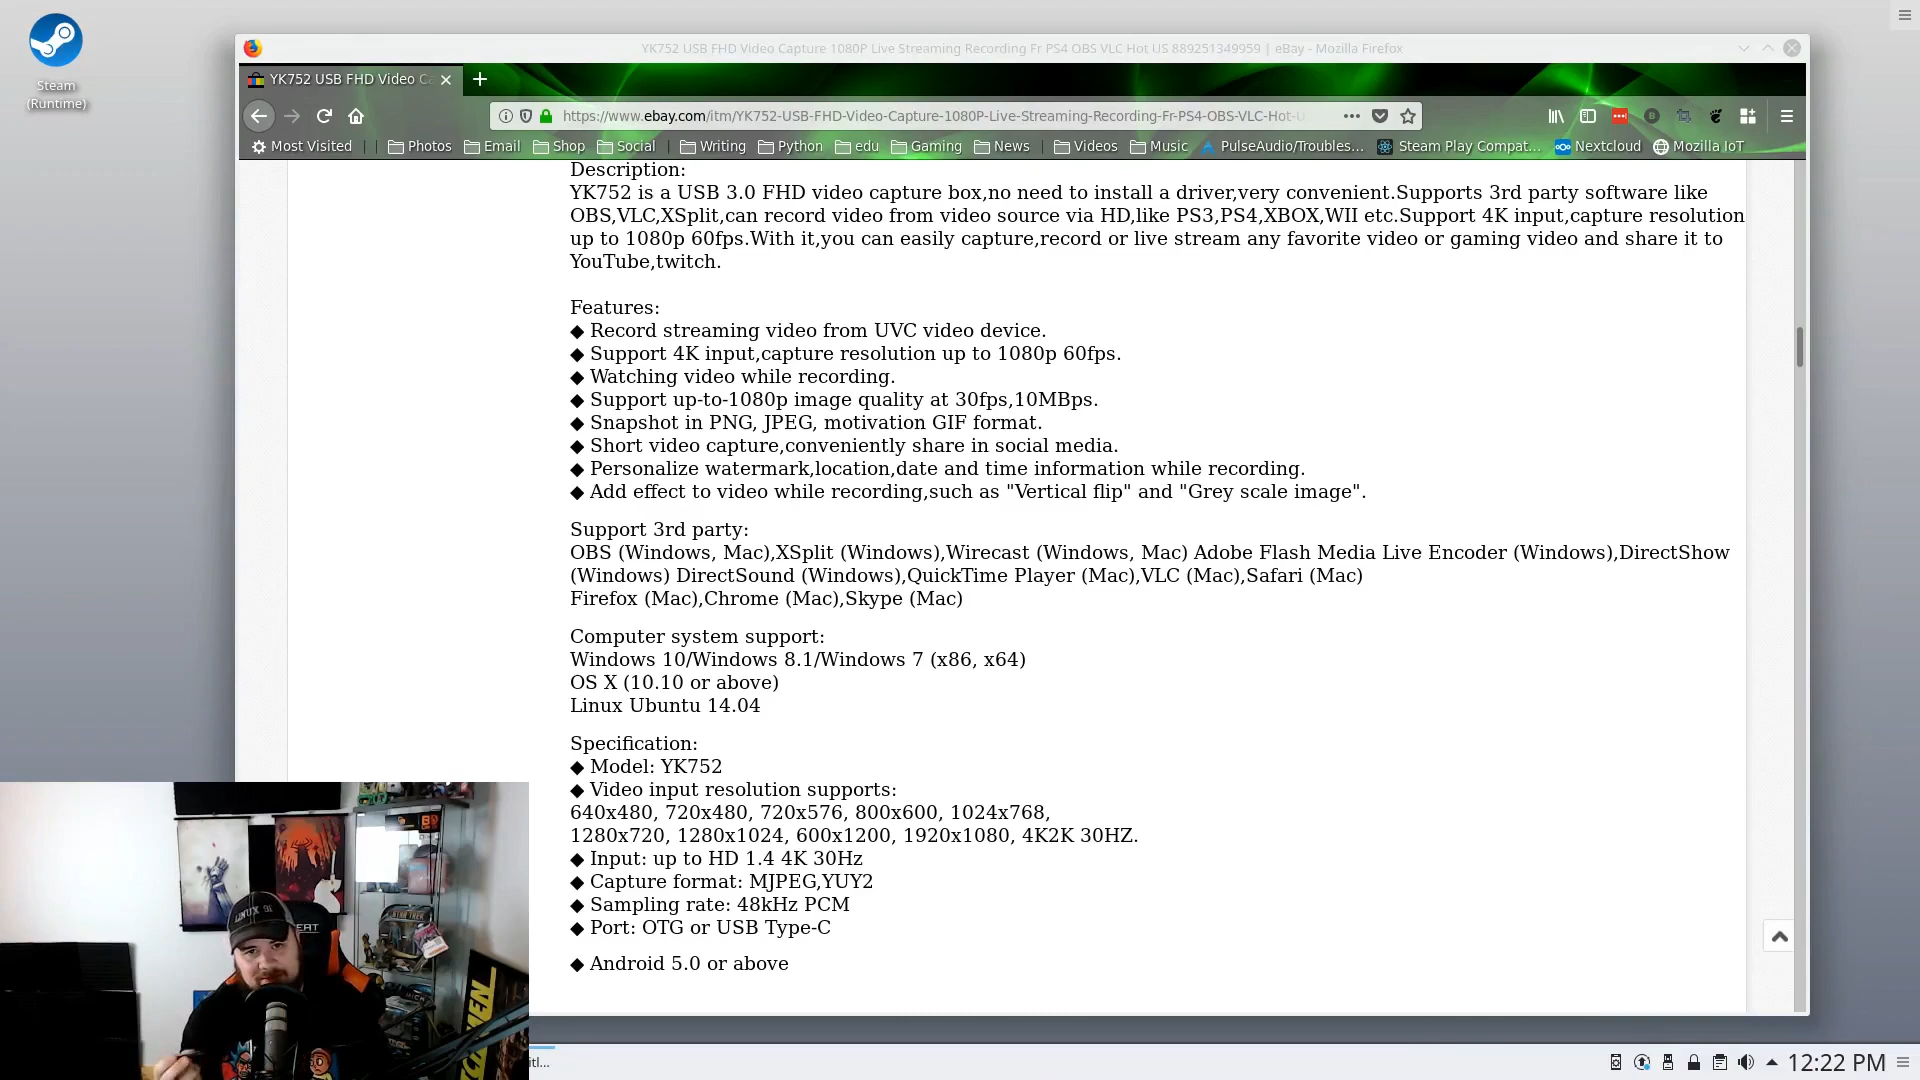 Steam
(Runtime)
YK752 USB FHD Video Capture 1080P Live Streaming Recording Fr PS4 OBS VLC Hot US 889251349959 | eBay - Mozilla Firefox
YK752 USB FHD Video Ca
https://www.ebay.com/itm/YK752-USB-FHD-Video-Capture-1080P-Live-Streaming-Recording-Fr-PS4-OBS-VLC-Hot-U
Most Visited Photos Email Shop Social Writing Python edu Gaming News Videos Music PulseAudio/Troubles... Steam Play Compat... Nextcloud Mozilla IoT
Description:
YK752 is a USB 3.0 FHD video capture box,no need to install a driver,very convenient.Supports 3rd party software like
OBS,VLC,XSplit,can record video from video source via HD,like PS3,PS4,XBOX,WII etc.Support 4K input,capture resolution
up to 1080p 60fps.With it,you can easily capture,record or live stream any favorite video or gaming video and share it to
YouTube,twitch.
Features:
◆ Record streaming video from UVC video device.
◆ Support 4K input,capture resolution up to 1080p 60fps.
◆ Watching video while recording.
◆ Support up-to-1080p image quality at 30fps,10MBps.
◆ Snapshot in PNG, JPEG, motivation GIF format.
◆ Short video capture,conveniently share in social media.
◆ Personalize watermark,location,date and time information while recording.
◆ Add effect to video while recording,such as "Vertical flip" and "Grey scale image".
Support 3rd party:
OBS (Windows, Mac),XSplit (Windows),Wirecast (Windows, Mac) Adobe Flash Media Live Encoder (Windows),DirectShow
(Windows) DirectSound (Windows),QuickTime Player (Mac),VLC (Mac),Safari (Mac)
Firefox (Mac),Chrome (Mac),Skype (Mac)
Computer system support:
Windows 10/Windows 8.1/Windows 7 (x86, x64)
OS X (10.10 or above)
Linux Ubuntu 14.04
Specification:
◆ Model: YK752
◆ Video input resolution supports:
640x480, 720x480, 720x576, 800x600, 1024x768,
1280x720, 1280x1024, 600x1200, 1920x1080, 4K2K 30HZ.
◆ Input: up to HD 1.4 4K 30Hz
◆ Capture format: MJPEG,YUY2
◆ Sampling rate: 48kHz PCM
◆ Port: OTG or USB Type-C
◆ Android 5.0 or above
LINUX
itl...
12:22 PM